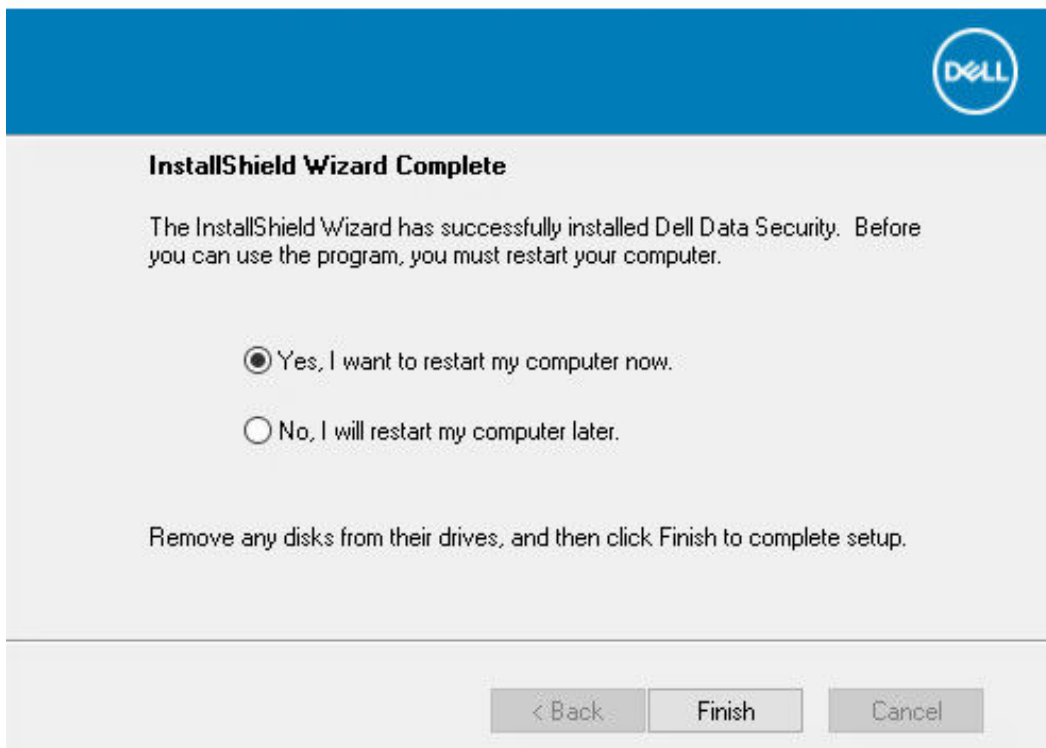 DELL
InstallShield Wizard Complete
The InstallShield Wizard has successfully installed Dell Data Security.  Before
you can use the program, you must restart your computer.
Yes, I want to restart my computer now.
No, I will restart my computer later.
Remove any disks from their drives, and then click Finish to complete setup.
< Back   Finish   Cancel